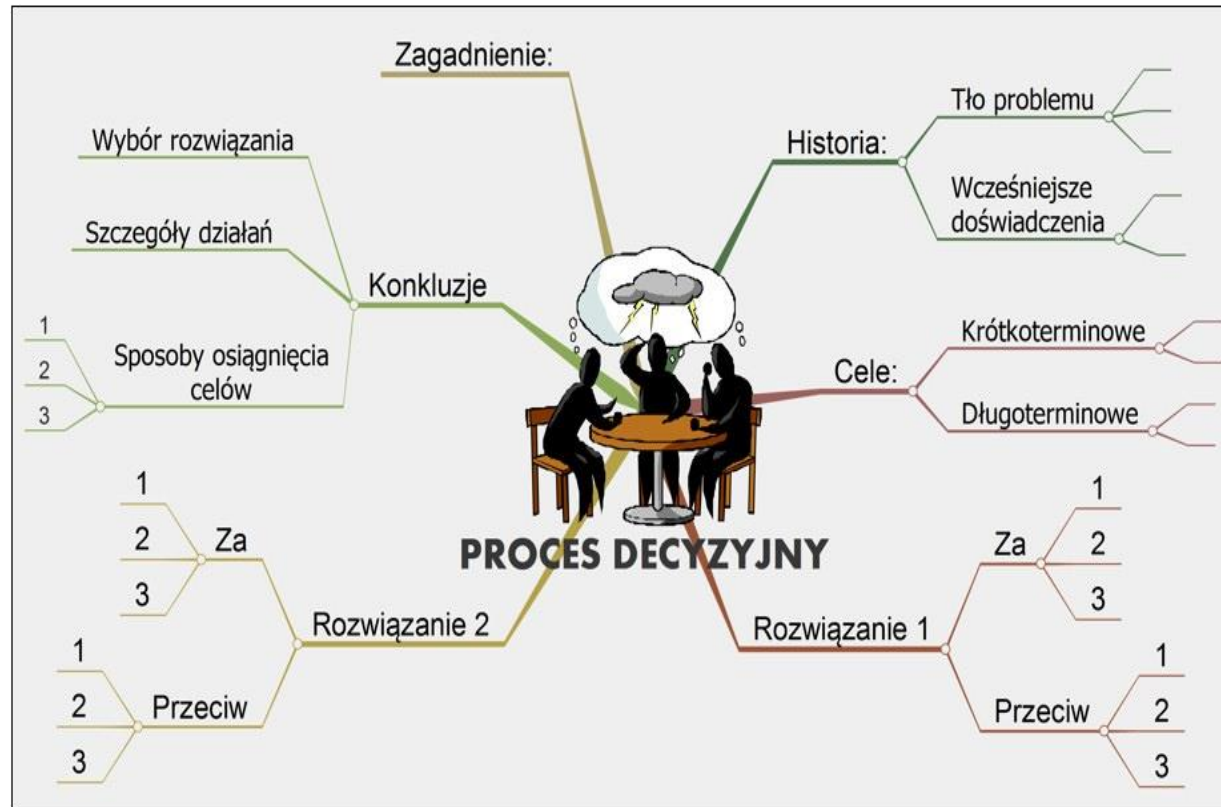 Zagadnienie:
Historia:
Tło problemu
Wcześniejsze
doświadczenia
Cele:
Krótkoterminowe
Długoterminowe
Rozwiązanie 1
Za
1
2
3
Przeciw
1
2
3
Rozwiązanie 2
Za
1
2
3
Przeciw
1
2
3
Konkluzje
Wybór rozwiązania
Szczegóły działań
Sposoby osiągnięcia
celów
1
2
3
PROCES DECYZYJNY